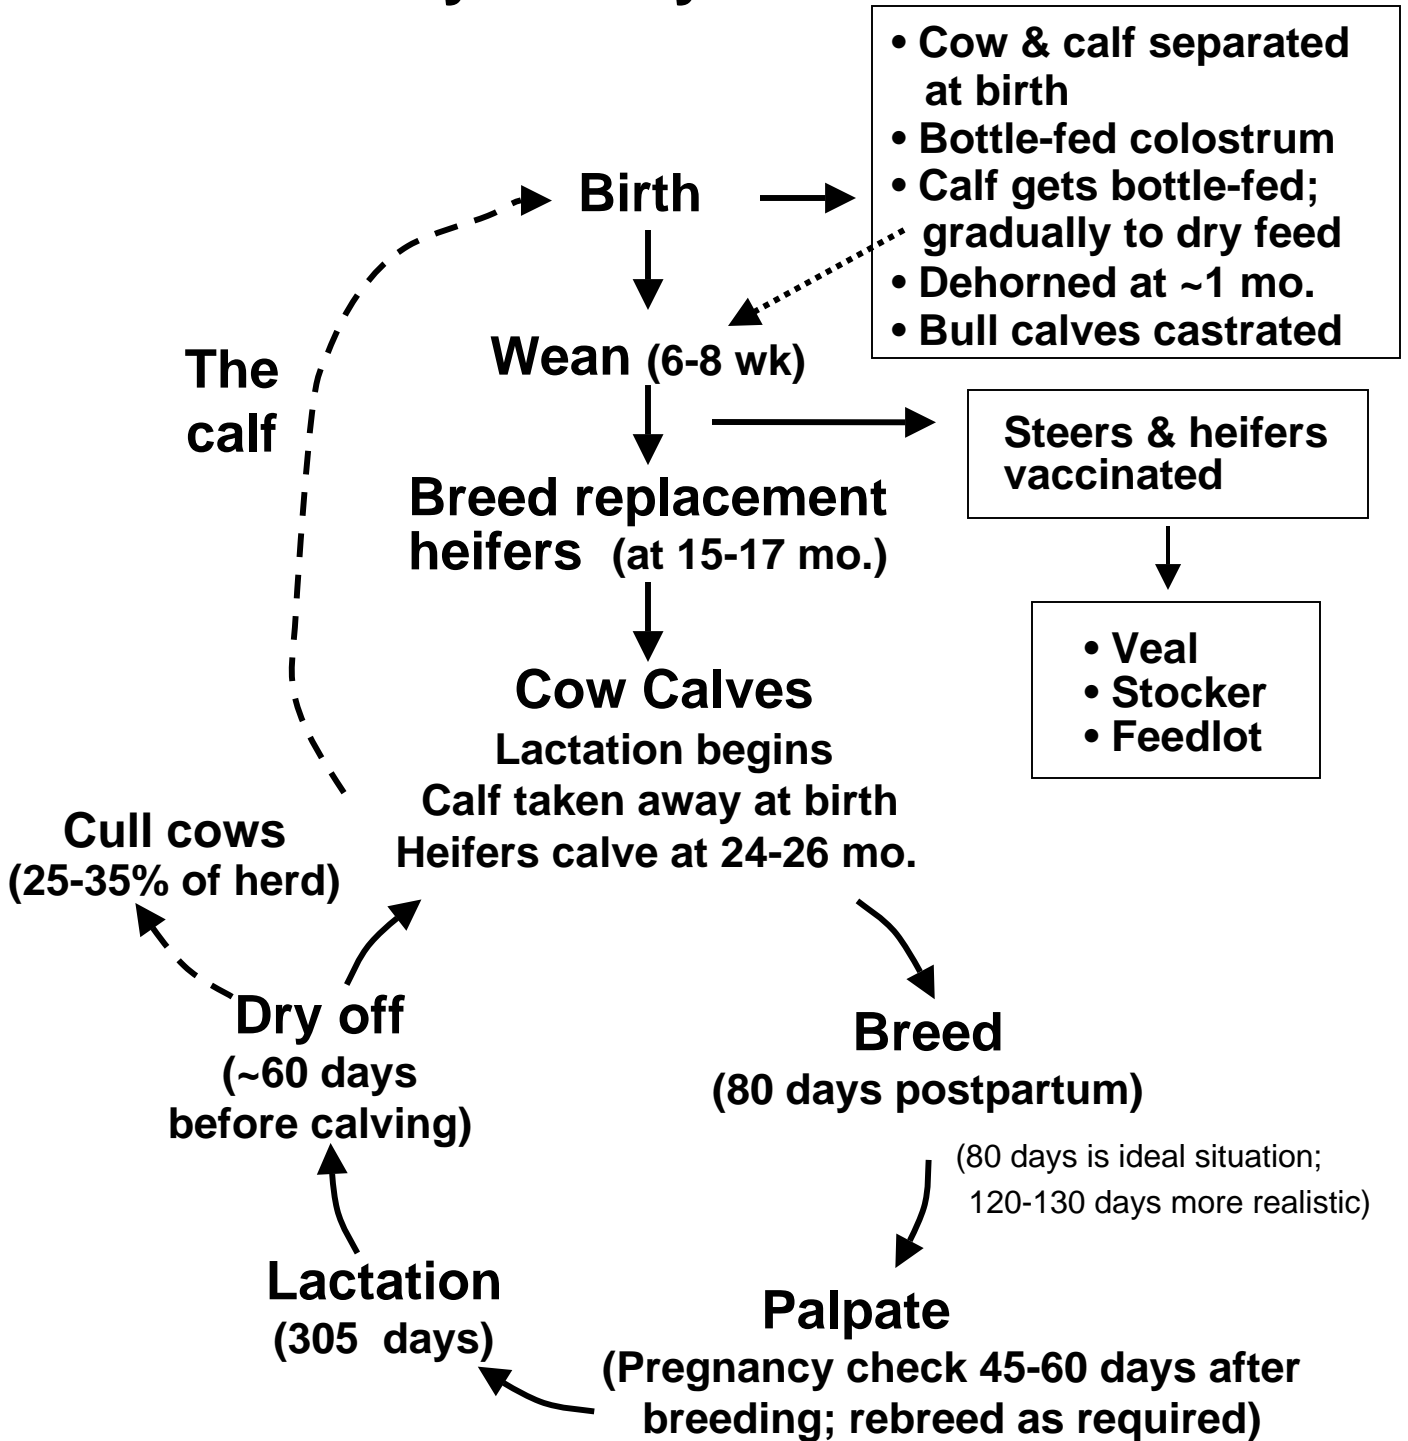 • Cow & calf separated
at birth
• Bottle-fed colostrum
• Calf gets bottle-fed;
gradually to dry feed
• Dehorned at ~1 mo.
• Bull calves castrated
Birth
Wean (6-8 wk)
The
calf
Steers & heifers
vaccinated
Breed replacement
heifers (at 15-17 mo.)
• Veal
• Stocker
• Feedlot
Cow Calves
Lactation begins
Calf taken away at birth
Heifers calve at 24-26 mo.
Cull cows
(25-35% of herd)
Dry off
(~60 days
before calving)
Breed
(80 days postpartum)
(80 days is ideal situation;
120-130 days more realistic)
Lactation
(305 days)
Palpate
(Pregnancy check 45-60 days after
breeding; rebreed as required)